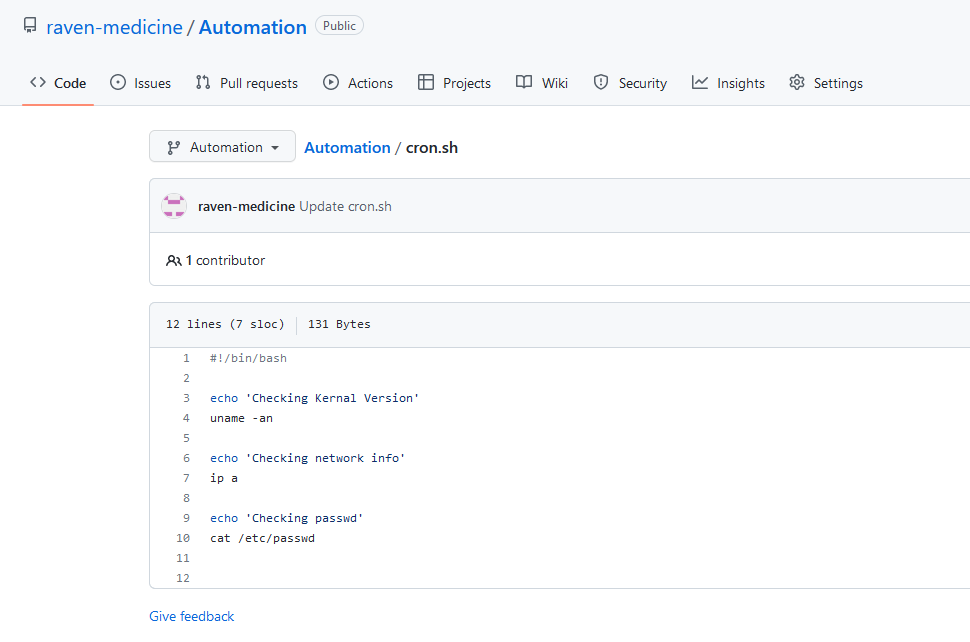 raven-medicine / Automation Public
Code Issues Pull requests Actions Projects Wiki Security Insights Settings
Automation Automation / cron.sh
raven-medicine Update cron.sh
1 contributor
12 lines (7 sloc) 131 Bytes
1 #!/bin/bash
2
3 echo 'Checking Kernal Version'
4 uname -an
5
6 echo 'Checking network info'
7 ip a
8
9 echo 'Checking passwd'
10 cat /etc/passwd
11
12
Give feedback